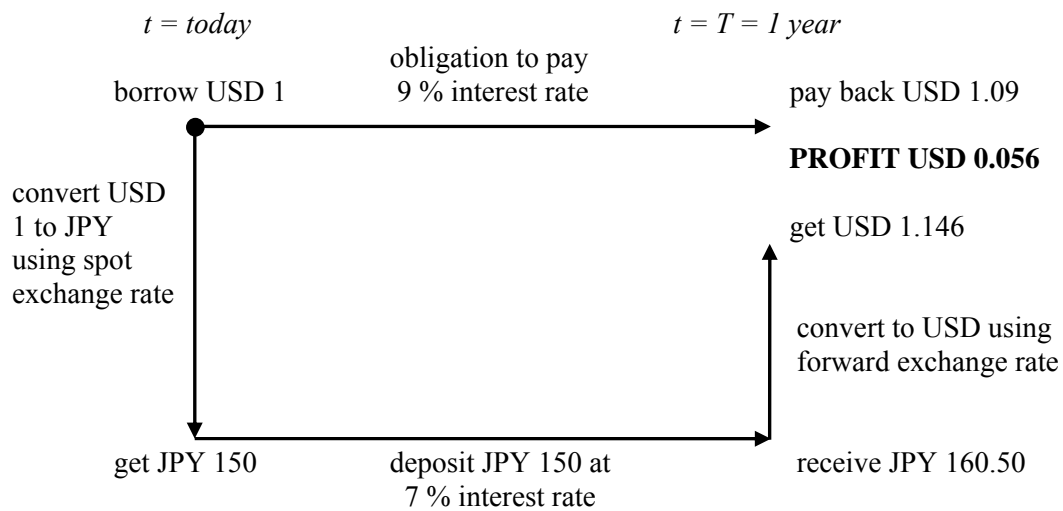 t = today
t = T = 1 year
obligation to pay
9 % interest rate
borrow USD 1
pay back USD 1.09
PROFIT USD 0.056
convert USD
1 to JPY
using spot
exchange rate
get USD 1.146
convert to USD using
forward exchange rate
get JPY 150
deposit JPY 150 at
7 % interest rate
receive JPY 160.50